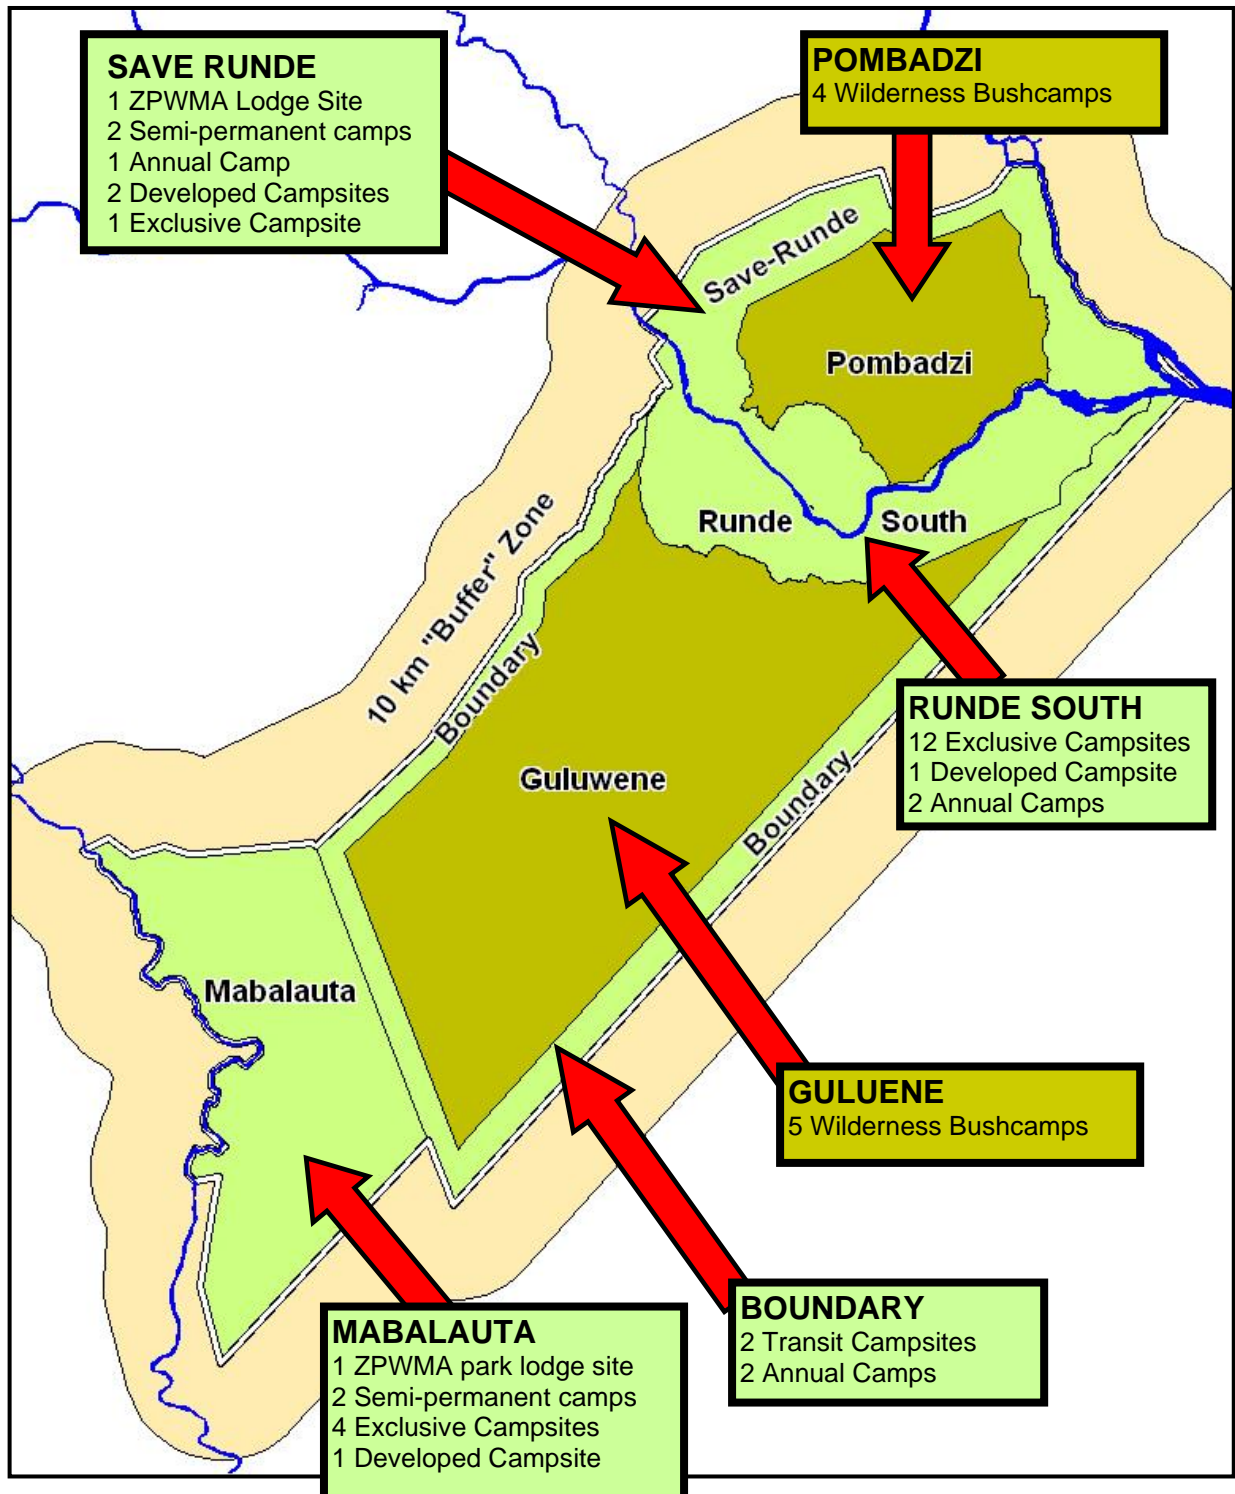 SAVE RUNDE
1 ZPWMA Lodge Site
2 Semi-permanent camps
1 Annual Camp
2 Developed Campsites
1 Exclusive Campsite
POMBADZI
4 Wilderness Bushcamps
Save-Runde
Pombadzi
Runde South
10 km "Buffer" Zone
Boundary
RUNDE SOUTH
12 Exclusive Campsites
1 Developed Campsite
2 Annual Camps
Guluwene
Boundary
Mabalauta
GULUENE
5 Wilderness Bushcamps
BOUNDARY
2 Transit Campsites
2 Annual Camps
MABALAUTA
1 ZPWMA park lodge site
2 Semi-permanent camps
4 Exclusive Campsites
1 Developed Campsite